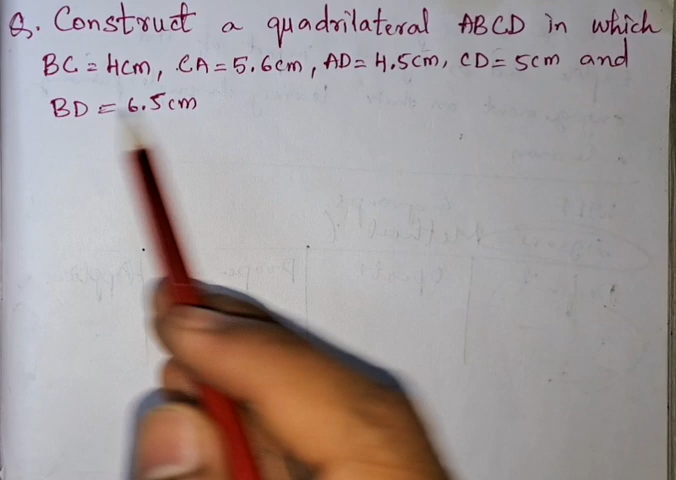 Q. Construct a quadrilateral ABCD in which
BC = 4cm, CA = 5.6cm, AD = 4.5cm, CD = 5cm and
BD = 6.5cm